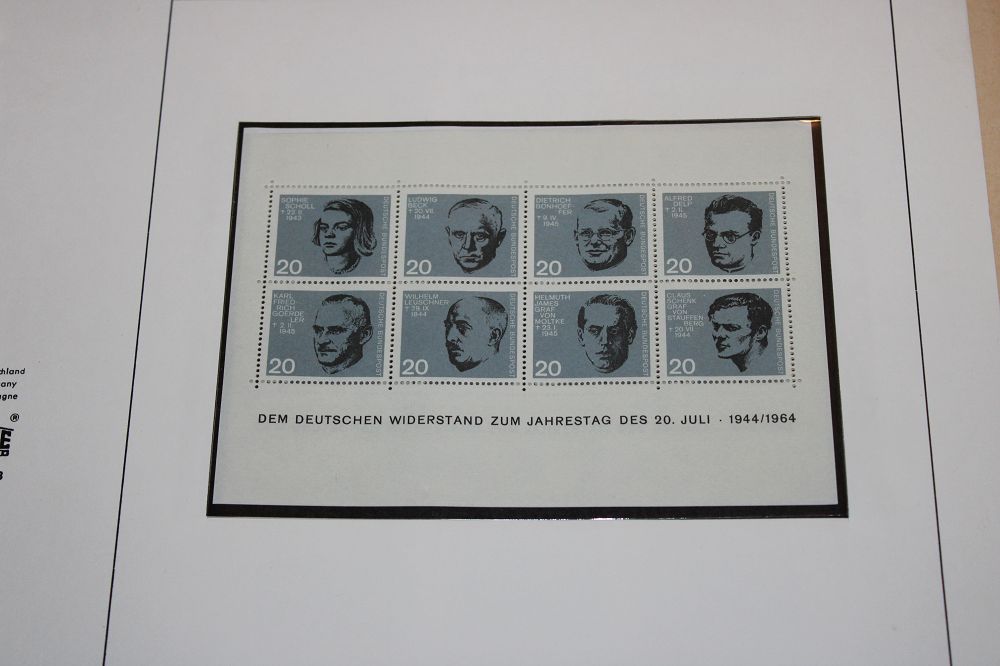 SOPHIE
SCHOLL
† 22.II
1943
DEUTSCHE BUNDESPOST
20
LUDWIG
BECK
† 20.VII
1944
DEUTSCHE BUNDESPOST
20
DIETRICH
BONHOEF-
FER
† 9.IV
1945
DEUTSCHE BUNDESPOST
20
ALFRED
DELP
† 2.II
1945
DEUTSCHE BUNDESPOST
20
KARL
FRIED-
RICH
GOERDE-
LER
† 2.II
1945
DEUTSCHE BUNDESPOST
20
WILHELM
LEUSCHNER
† 29.IX
1944
DEUTSCHE BUNDESPOST
20
HELMUTH
JAMES
GRAF
VON
MOLTKE
† 23.I
1945
DEUTSCHE BUNDESPOST
20
CLAUS
SCHENK
GRAF
VON
STAUFFEN
BERG
† 20.VII
1944
DEUTSCHE BUNDESPOST
20
DEM DEUTSCHEN WIDERSTAND ZUM JAHRESTAG DES 20. JULI · 1944/1964
chland
any
agne
®